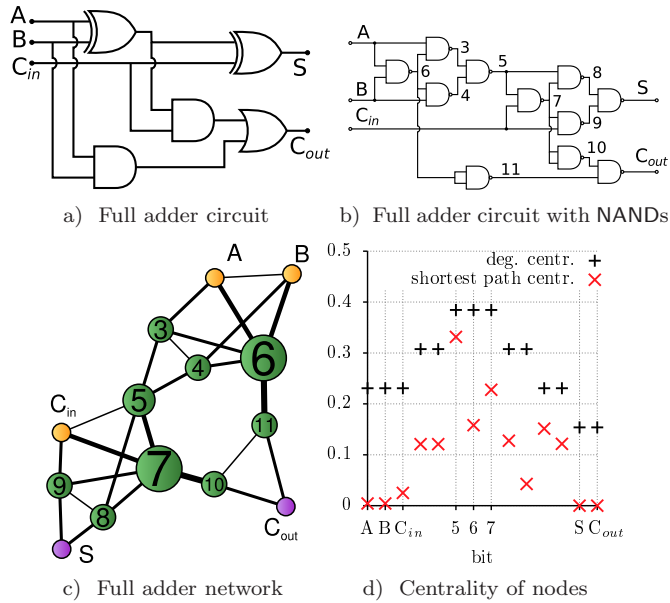 A
B
C_in
S
C_out
a) Full adder circuit
A
B
C_in
3
6
4
5
7
8
9
10
11
S
C_out
b) Full adder circuit with NANDs
A
B
3
4
6
5
C_in
7
11
9
8
10
S
C_out
c) Full adder network
deg. centr. +
shortest path centr. ×
0.5
0.4
0.3
0.2
0.1
0
A B C_in 5 6 7 S C_out
bit
d) Centrality of nodes